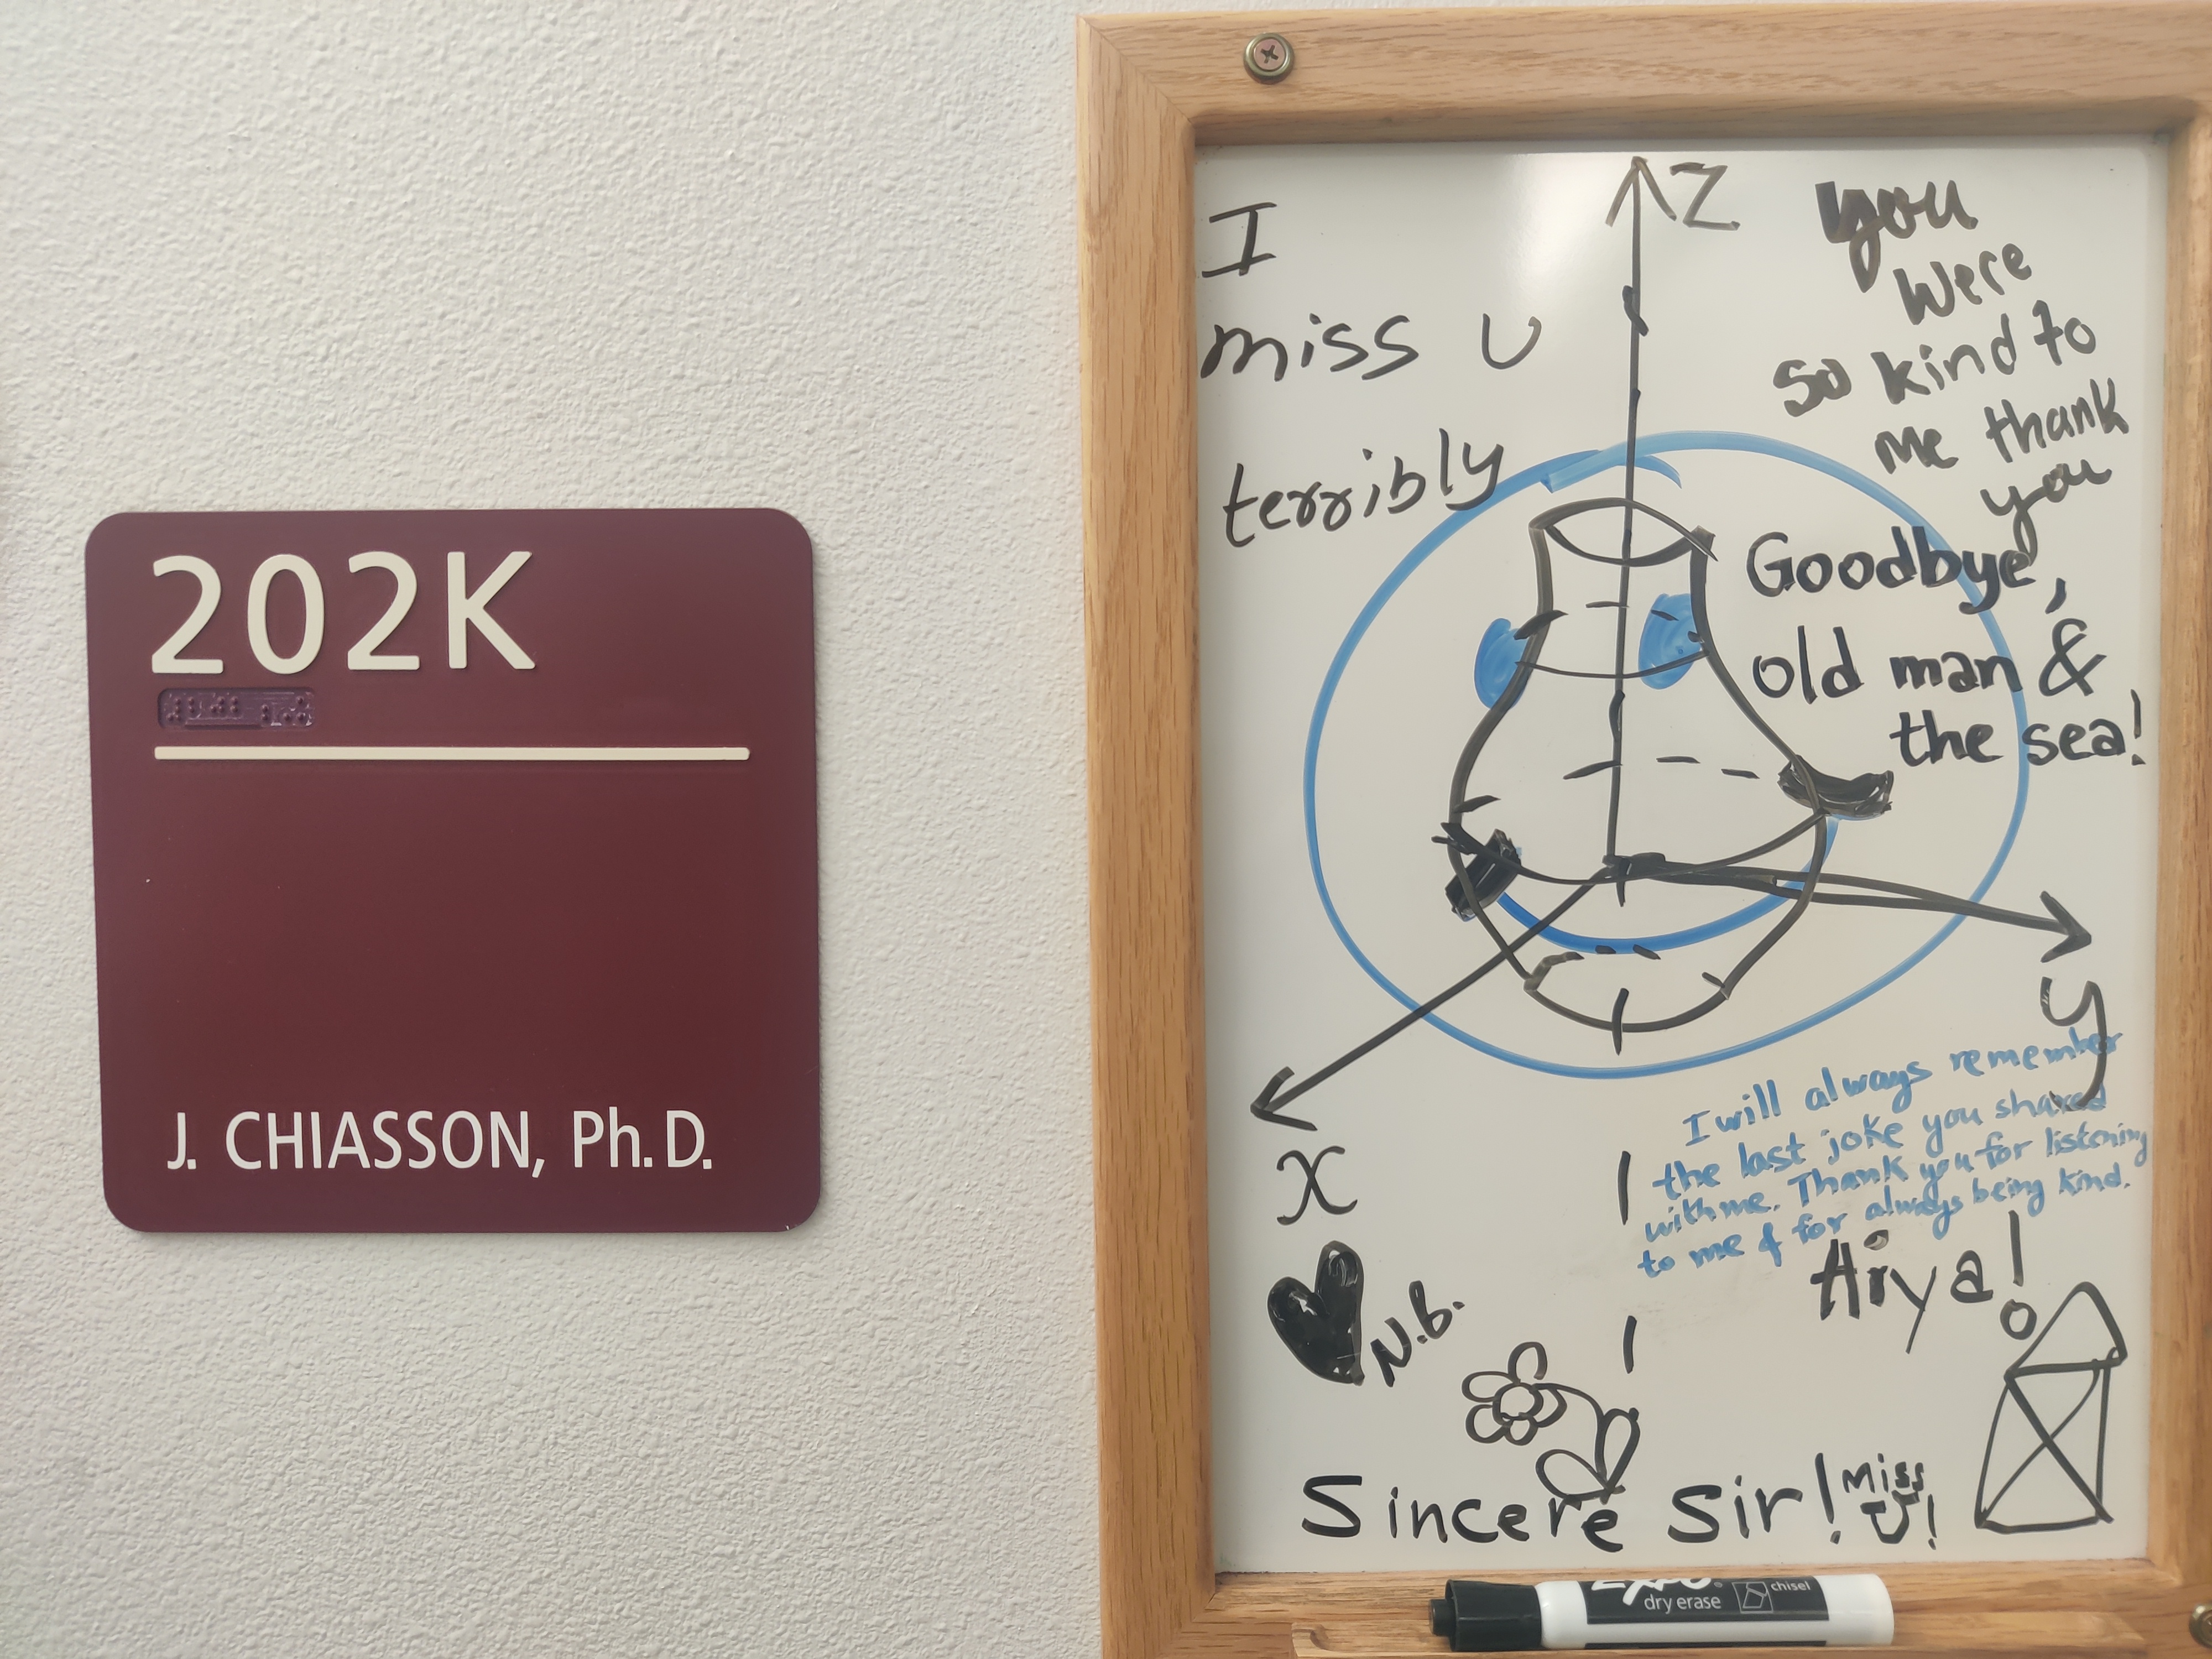 202K
J. CHIASSON, Ph.D.
I
miss U
terribly
Z
you
Were
so kind to
me thank
you
Goodbye,
old man &
the sea!
y
x
I will always remember
the last joke you shared
with me. Thank you for listening
to me & for always being kind.
Aiya!
N.B.
Sincere Sir!
Miss
U!
EXPO®
dry erase
chisel